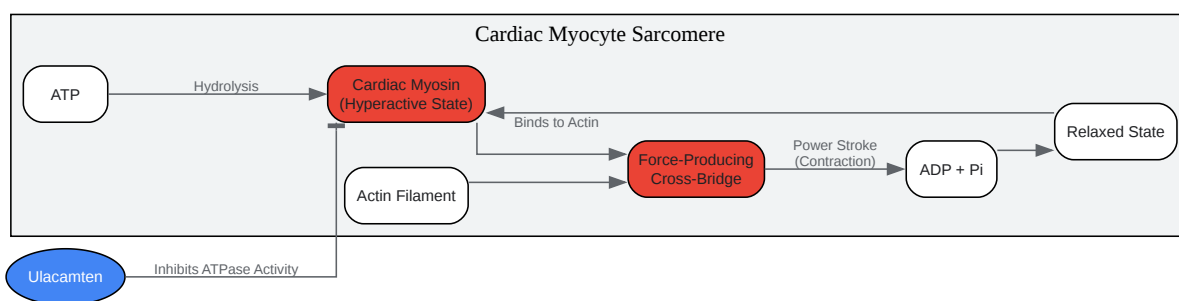 Cardiac Myocyte Sarcomere
ATP
Hydrolysis
Cardiac Myosin
(Hyperactive State)
Binds to Actin
Relaxed State
Actin Filament
Force-Producing
Cross-Bridge
Power Stroke
(Contraction)
ADP + Pi
Ulacamten
Inhibits ATPase Activity